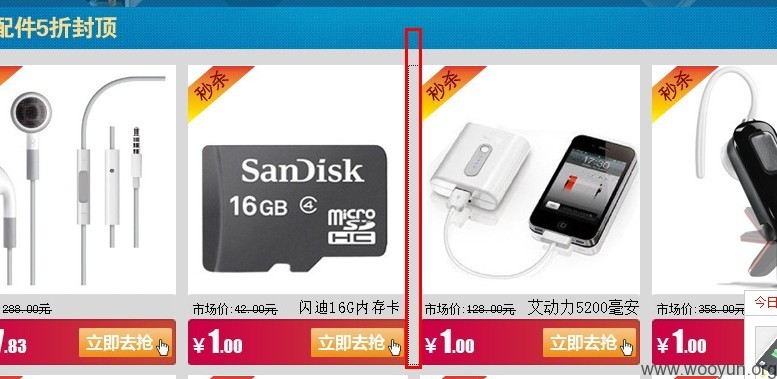 配件5折封顶
秒杀
秒杀
秒杀
SanDisk
16GB 4
micro
SD
HC
288.00元
市场价:42.00元 闪迪16G内存卡
市场价:128.00元 艾动力5200毫安
市场价:358.00元
今日
7.83 立即去抢
￥1.00 立即去抢
￥1.00 立即去抢
￥1.00
www.wooyun.org